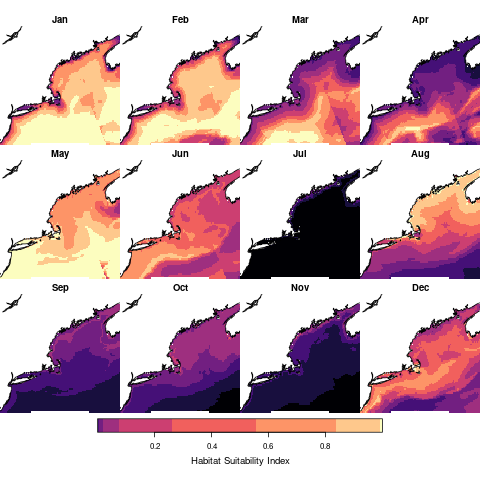 Jan Feb Mar Apr
May Jun Jul Aug
Sep Oct Nov Dec
0.2 0.4 0.6 0.8
Habitat Suitability Index